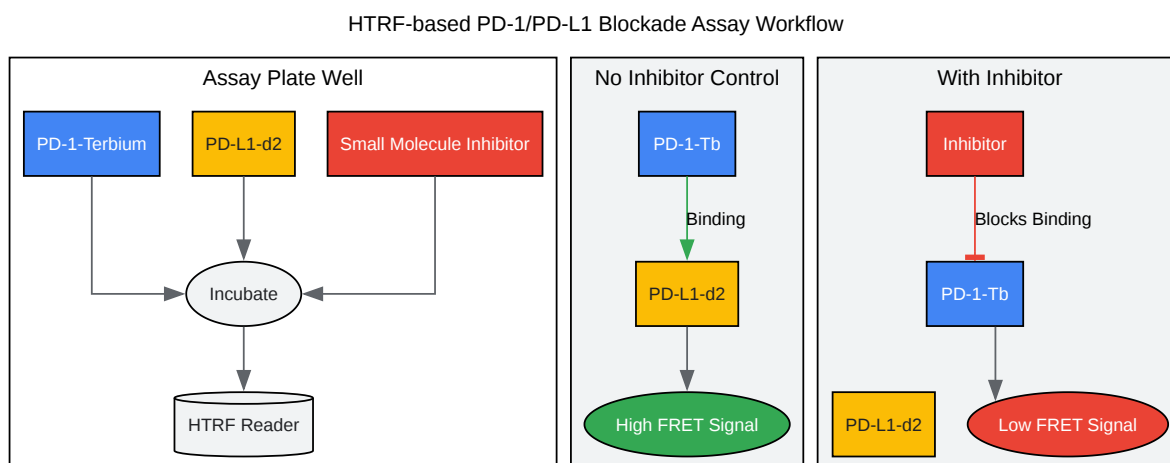 HTRF-based PD-1/PD-L1 Blockade Assay Workflow
Assay Plate Well
PD-1-Terbium
PD-L1-d2
Small Molecule Inhibitor
Incubate
HTRF Reader
No Inhibitor Control
PD-1-Tb
Binding
PD-L1-d2
High FRET Signal
With Inhibitor
Inhibitor
Blocks Binding
PD-1-Tb
PD-L1-d2
Low FRET Signal